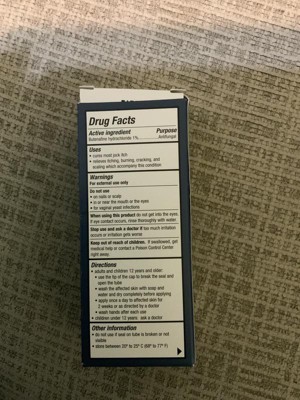 Drug Facts
Active ingredient Purpose
Butenafine hydrochloride 1% Antifungal
Uses
• cures most jock itch
• relieves itching, burning, cracking, and
scaling which accompany this condition.
Warnings
For external use only
Do not use
• on nails or scalp
• in or near the mouth or the eyes
• for vaginal yeast infections
When using this product do not get into the eyes.
If eye contact occurs, rinse thoroughly with water.
Stop use and ask a doctor if too much irritation
occurs or irritation gets worse
Keep out of reach of children. If swallowed, get
medical help or contact a Poison Control Center
right away.
Directions
• adults and children 12 years and older:
• use the tip of the cap to break the seal and
open the tube
• wash the affected skin with soap and
water and dry completely before applying
• apply once a day to affected skin for
2 weeks or as directed by a doctor
• wash hands after each use
• children under 12 years: ask a doctor
Other information
• do not use if seal on tube is broken or not
visible
• store between 20° to 25° C (68° to 77° F)